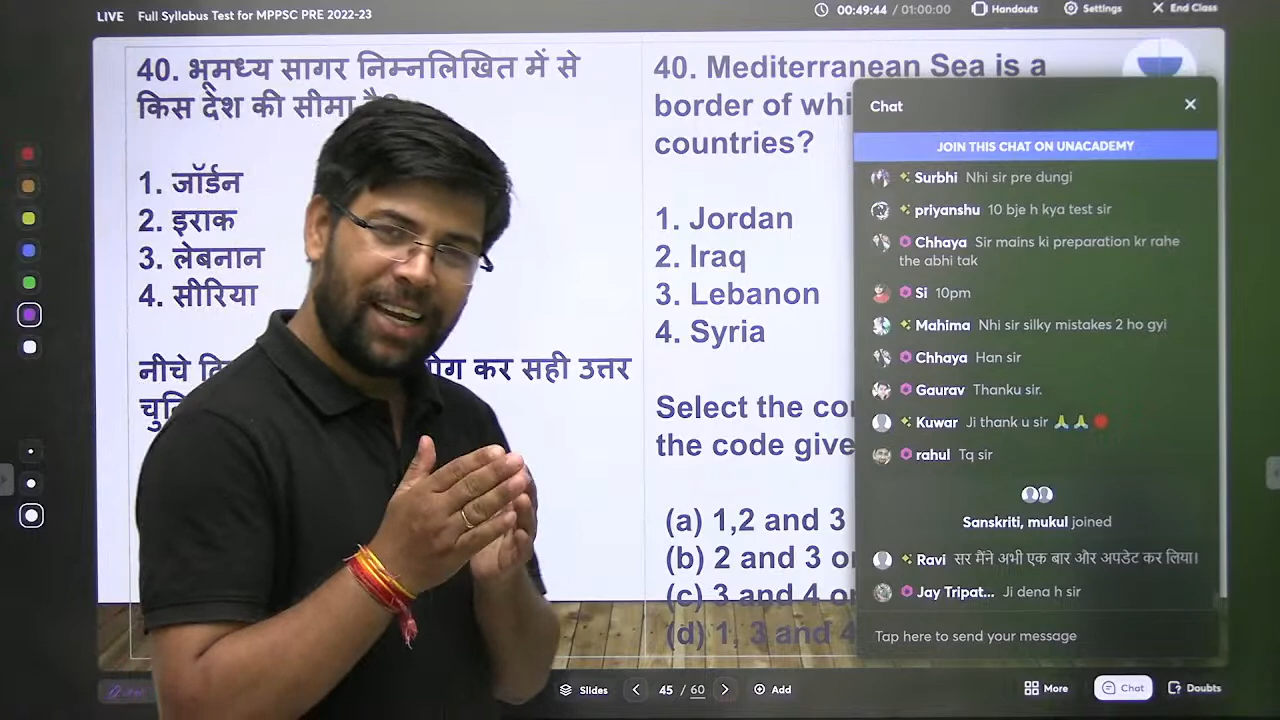 LIVE Full Syllabus Test for MPPSC PRE 2022-23
00:49:44 / 01:00:00 Handouts Settings End Class
40. भूमध्य सागर निम्नलिखित में से
किस देश की सीमा
1. जॉर्डन
2. इराक
3. लेबनान
4. सीरिया
नीचे
कर सही उत्तर
40. Mediterranean Sea is a
border of
countries?
1. Jordan
2. Iraq
3. Lebanon
4. Syria
Select the
the code
(a) 1,2 and 3
(b) 2 and 3
(c) 3 and 4
(d) 1, 3 and 4
Chat
JOIN THIS CHAT ON UNACADEMY
Surbhi Nhi sir pre dungi
priyanshu 10 bje h kya test sir
Chhaya Sir mains ki preparation kr rahe
the abhi tak
Si 10pm
Mahima Nhi sir silky mistakes 2 ho gyi
Chhaya Han sir
Gaurav Thanku sir.
Kuwar Ji thank u sir 🙏🙏
rahul Tq sir
Sanskriti, mukul joined
Ravi सर मैंने अभी एक बार और अपडेट कर लिया।
Jay Tripat... Ji dena h sir
Tap here to send your message
Slides 45 / 60 Add More Chat Doubts